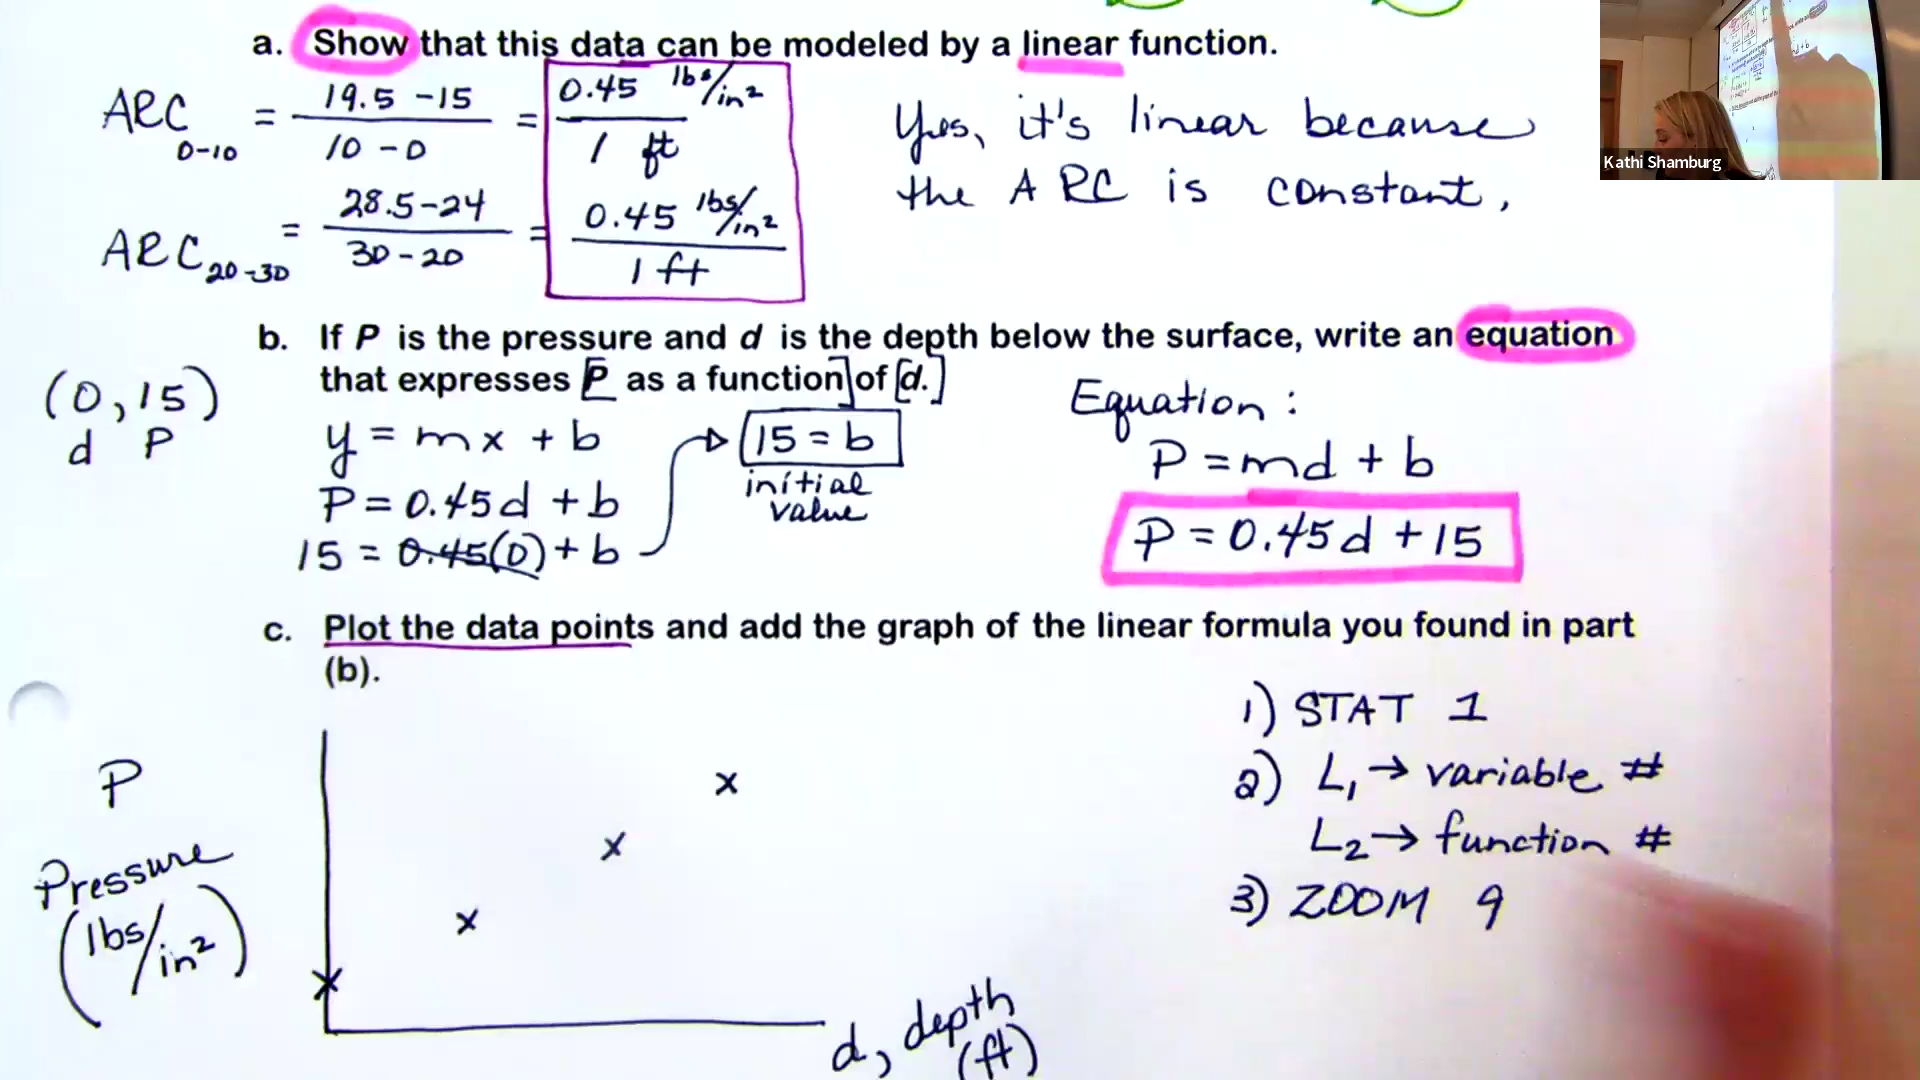 a. Show that this data can be modeled by a linear function.
ARC 0-10 = 19.5 - 15 / 10 - 0 = 0.45 lbs/in² / 1 ft
ARC 20-30 = 28.5 - 24 / 30 - 20 = 0.45 lbs/in² / 1 ft
Yes, it's linear because
the ARC is constant.
Kathi Shamburg
b. If P is the pressure and d is the depth below the surface, write an equation
that expresses [P as a function] of [d.]
(0, 15)
d P
y = mx + b
P = 0.45d + b
15 = 0.45(0) + b
15 = b
initial
value
Equation:
P = md + b
P = 0.45d + 15
c. Plot the data points and add the graph of the linear formula you found in part
(b).
P
Pressure
(lbs/in²)
d, depth
(ft)
1) STAT 1
2) L1 → variable #
L2 → function #
3) ZOOM 9